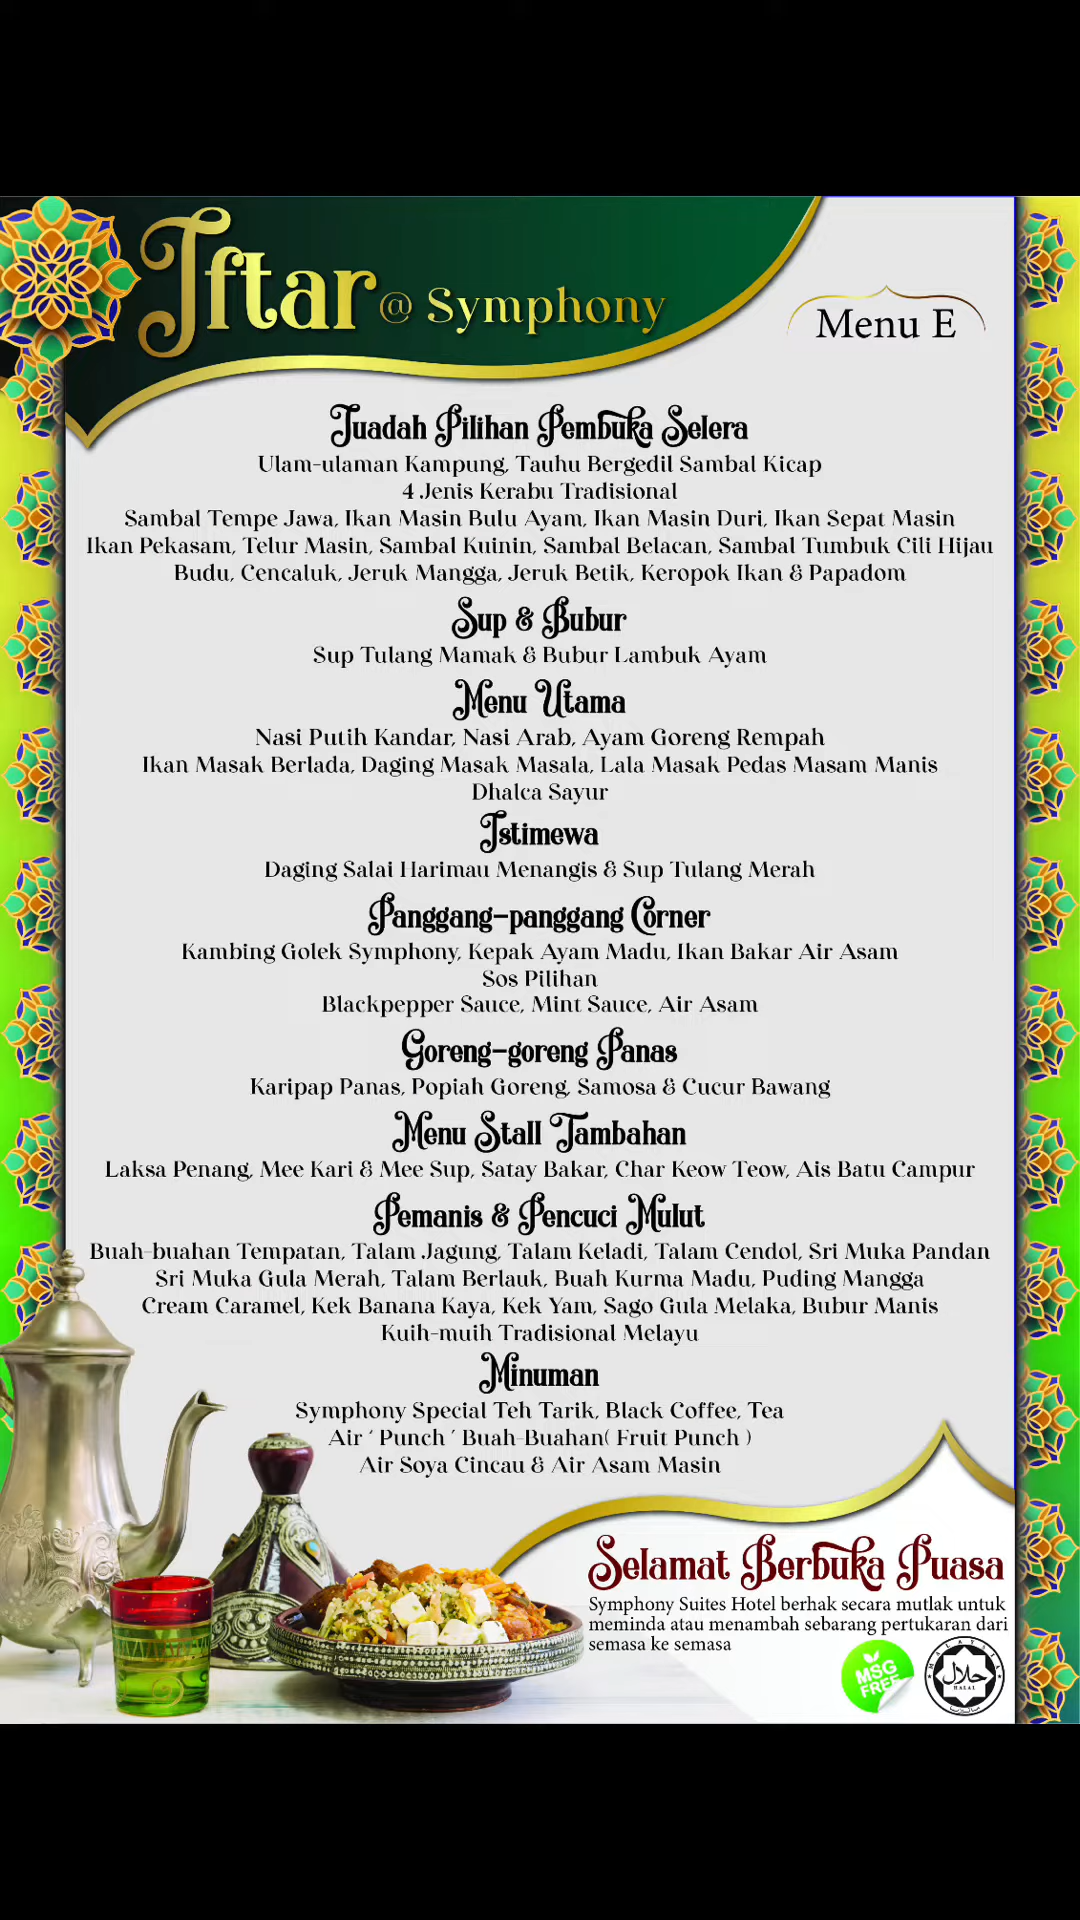 Iftar @ Symphony
Menu E
Juadah Pilihan Pembuka Selera
Ulam-ulaman Kampung, Tauhu Bergedil Sambal Kicap
4 Jenis Kerabu Tradisional
Sambal Tempe Jawa, Ikan Masin Bulu Ayam, Ikan Masin Duri, Ikan Sepat Masin
Ikan Pekasam, Telur Masin, Sambal Kuinin, Sambal Belacan, Sambal Tumbuk Cili Hijau
Budu, Cencaluk, Jeruk Mangga, Jeruk Betik, Keropok Ikan & Papadom
Sup & Bubur
Sup Tulang Mamak & Bubur Lambuk Ayam
Menu Utama
Nasi Putih Kandar, Nasi Arab, Ayam Goreng Rempah
Ikan Masak Berlada, Daging Masak Masala, Lala Masak Pedas Masam Manis
Dhalca Sayur
Istimewa
Daging Salai Harimau Menangis & Sup Tulang Merah
Panggang-panggang Corner
Kambing Golek Symphony, Kepak Ayam Madu, Ikan Bakar Air Asam
Sos Pilihan
Blackpepper Sauce, Mint Sauce, Air Asam
Goreng-goreng Panas
Karipap Panas, Popiah Goreng, Samosa & Cucur Bawang
Menu Stall Tambahan
Laksa Penang, Mee Kari & Mee Sup, Satay Bakar, Char Keow Teow, Ais Batu Campur
Pemanis & Pencuci Mulut
Buah-buahan Tempatan, Talam Jagung, Talam Keladi, Talam Cendol, Sri Muka Pandan
Sri Muka Gula Merah, Talam Berlauk, Buah Kurma Madu, Puding Mangga
Cream Caramel, Kek Banana Kaya, Kek Yam, Sago Gula Melaka, Bubur Manis
Kuih-muih Tradisional Melayu
Minuman
Symphony Special Teh Tarik, Black Coffee, Tea
Air ' Punch ' Buah-Buahan( Fruit Punch )
Air Soya Cincau & Air Asam Masin
Selamat Berbuka Puasa
Symphony Suites Hotel berhak secara mutlak untuk
meminda atau menambah sebarang pertukaran dari
semasa ke semasa
MSG
FREE
MALAYSIA
حلال
HALAL